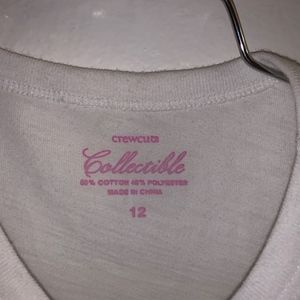 crewcuts
Collectible
60% COTTON 40% POLYESTER
MADE IN CHINA
12